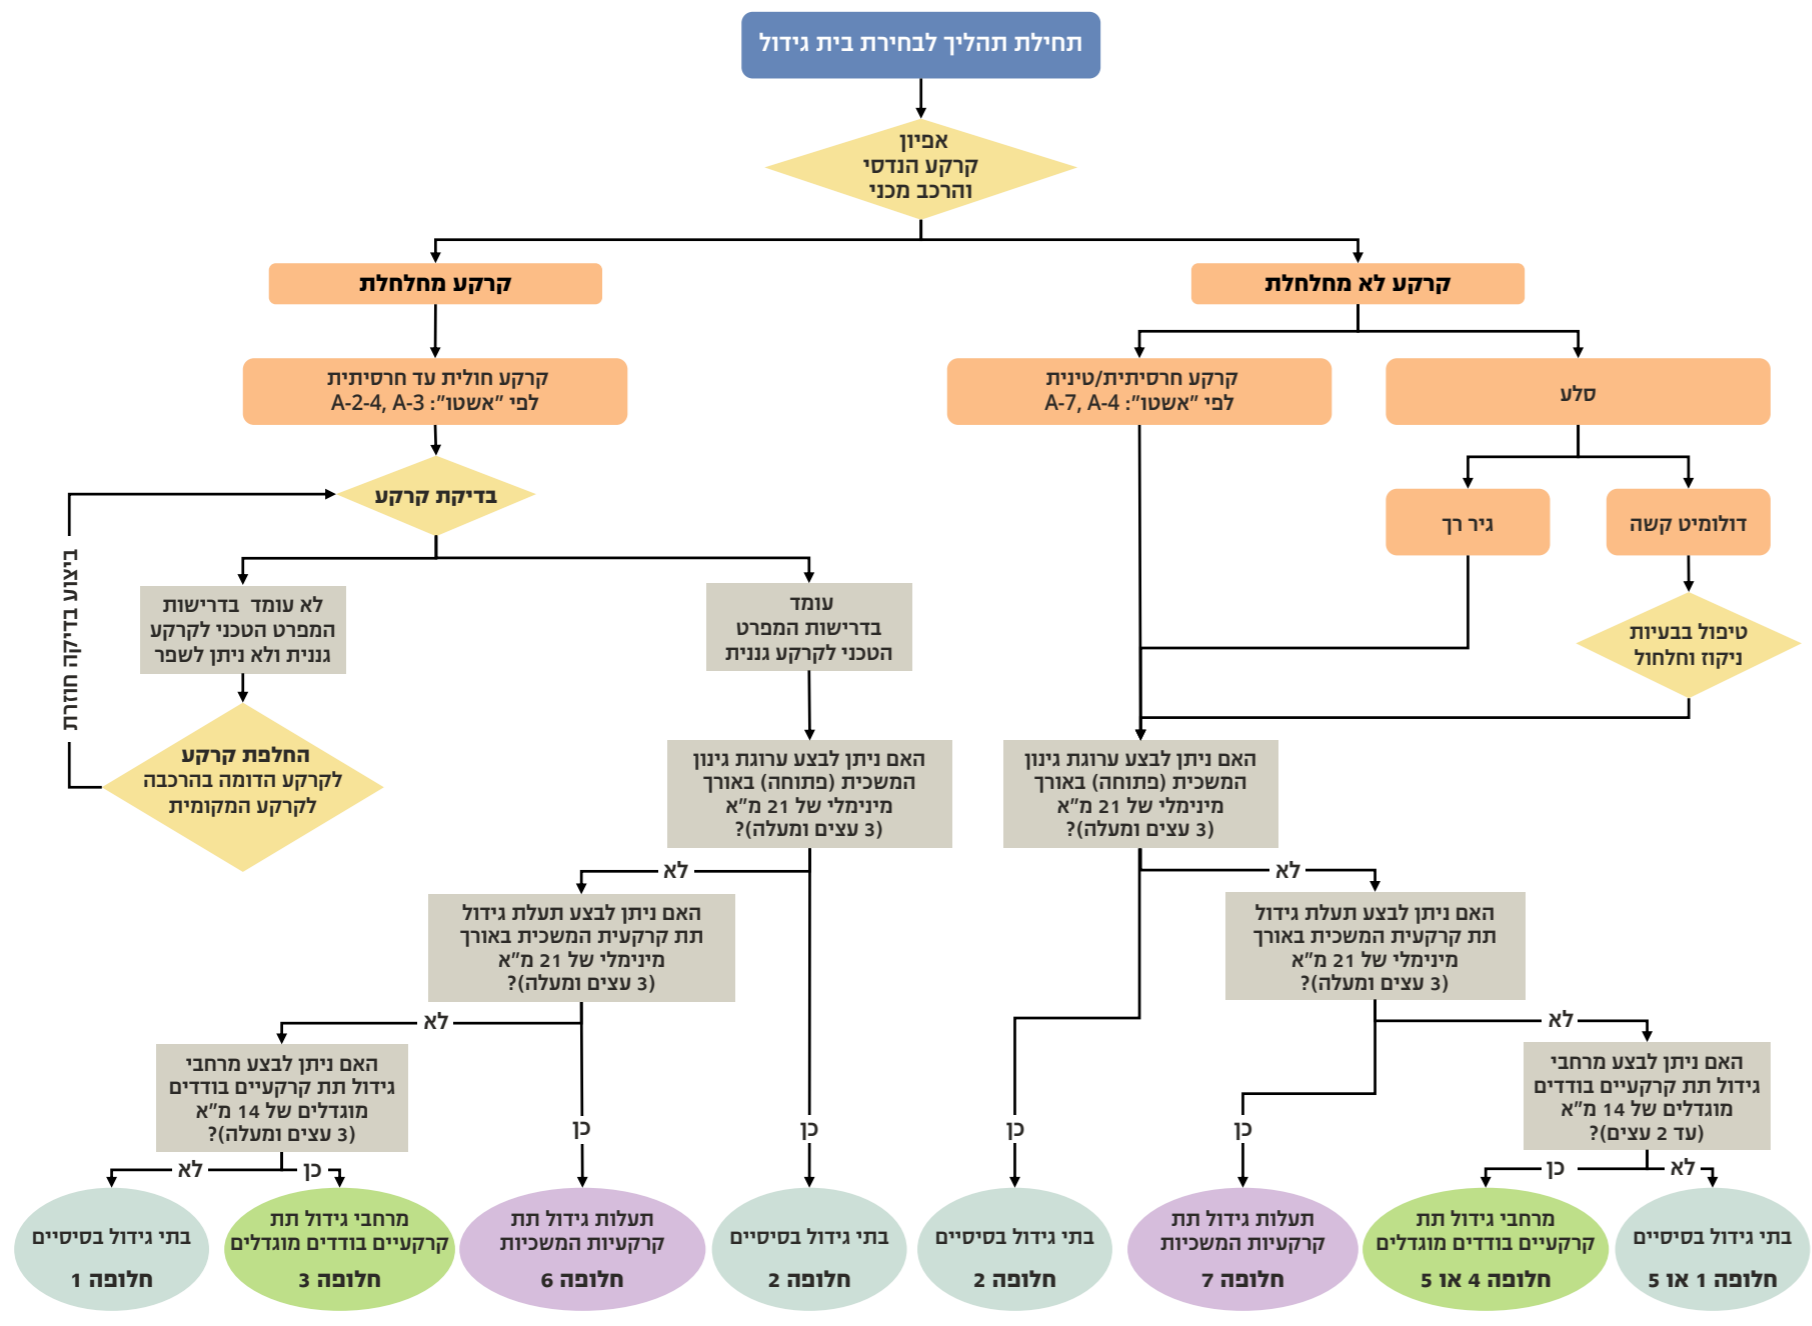 תחילת תהליך לבחירת בית גידול
אפיון
קרקע הנדסי
והרכב מכני
קרקע לא מחלחלת
קרקע מחלחלת
סלע
קרקע חרסיתית/טינית
לפי "אשטו": A-7, A-4
קרקע חולית עד חרסיתית
לפי "אשטו": A-2-4, A-3
דולומיט קשה
גיר רך
בדיקת קרקע
טיפול בבעיות
ניקוז וחלחול
עומד
בדרישות המפרט
הטכני לקרקע גננית
לא עומד בדרישות
המפרט הטכני לקרקע
גננית ולא ניתן לשפר
ביצוע בדיקה חוזרת
החלפת קרקע
לקרקע הדומה בהרכבה
לקרקע המקומית
האם ניתן לבצע ערוגת גינון
המשכית (פתוחה) באורך
מינימלי של 21 מ"א
(3 עצים ומעלה)?
האם ניתן לבצע ערוגת גינון
המשכית (פתוחה) באורך
מינימלי של 21 מ"א
(3 עצים ומעלה)?
לא
לא
האם ניתן לבצע תעלת גידול
תת קרקעית המשכית באורך
מינימלי של 21 מ"א
(3 עצים ומעלה)?
האם ניתן לבצע תעלת גידול
תת קרקעית המשכית באורך
מינימלי של 21 מ"א
(3 עצים ומעלה)?
לא
לא
האם ניתן לבצע מרחבי
גידול תת קרקעיים בודדים
מוגדלים של 14 מ"א
(עד 2 עצים)?
האם ניתן לבצע מרחבי
גידול תת קרקעיים בודדים
מוגדלים של 14 מ"א
(3 עצים ומעלה)?
כן
כן
כן
כן
לא
כן
כן
לא
בתי גידול בסיסיים
חלופה 1 או 5
מרחבי גידול תת
קרקעיים בודדים מוגדלים
חלופה 4 או 5
תעלות גידול תת
קרקעיות המשכיות
חלופה 7
בתי גידול בסיסיים
חלופה 2
בתי גידול בסיסיים
חלופה 2
תעלות גידול תת
קרקעיות המשכיות
חלופה 6
מרחבי גידול תת
קרקעיים בודדים מוגדלים
חלופה 3
בתי גידול בסיסיים
חלופה 1